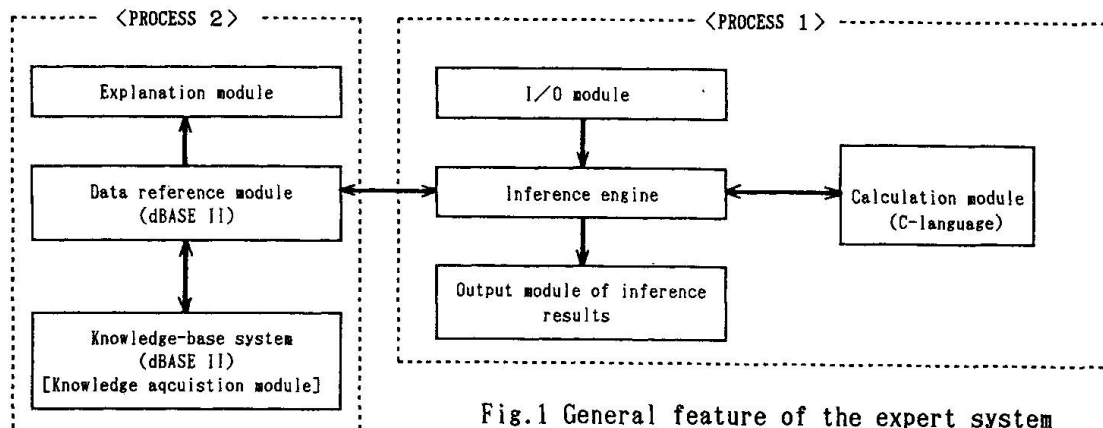 <PROCESS 2>
Explanation module
Data reference module
(dBASE II)
Knowledge-base system
(dBASE II)
[Knowledge aqcuistion module]
<PROCESS 1>
I/O module
Inference engine
Output module of inference
results
Calculation module
(C-language)
Fig.1 General feature of the expert system